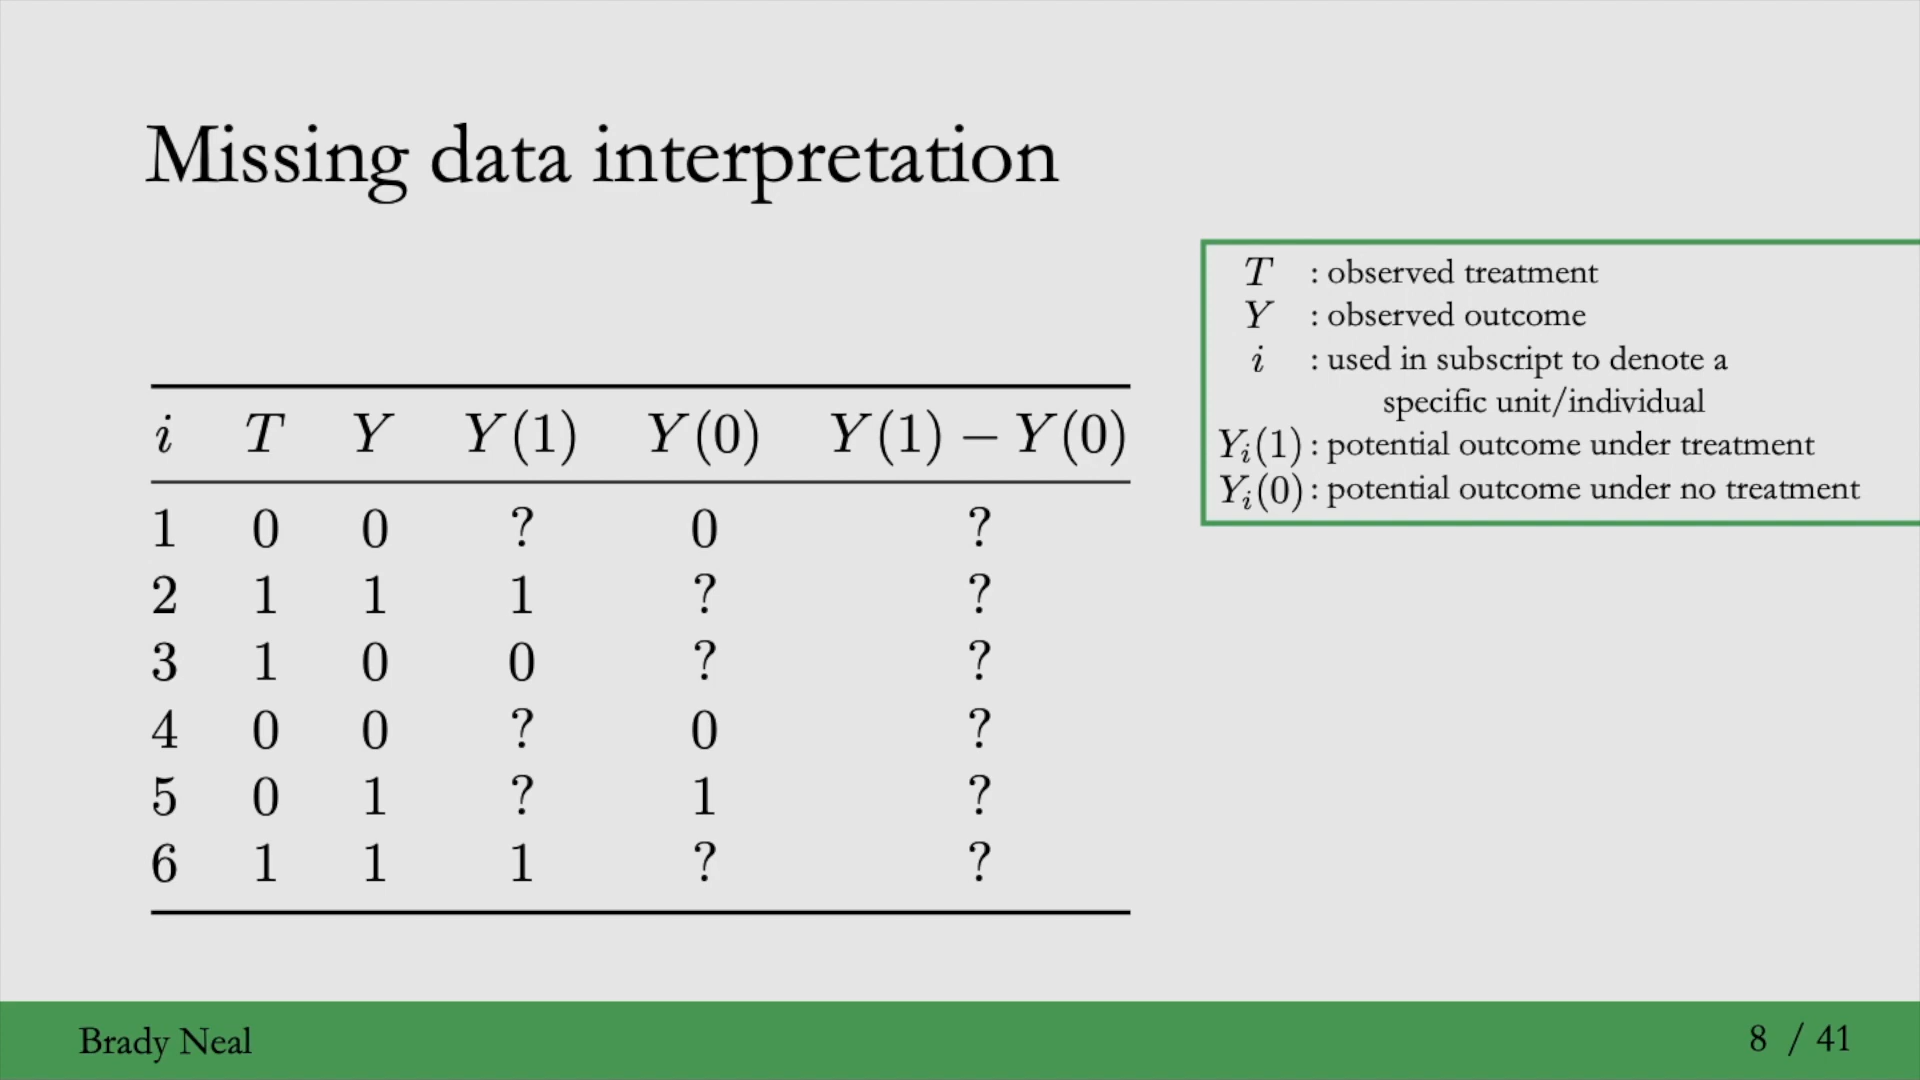 Missing data interpretation
T : observed treatment
Y : observed outcome
i : used in subscript to denote a
specific unit/individual
Yᵢ(1) : potential outcome under treatment
Yᵢ(0) : potential outcome under no treatment
i T Y Y(1) Y(0) Y(1) − Y(0)
1 0 0 ? 0 ?
2 1 1 1 ? ?
3 1 0 0 ? ?
4 0 0 ? 0 ?
5 0 1 ? 1 ?
6 1 1 1 ? ?
Brady Neal
8 / 41